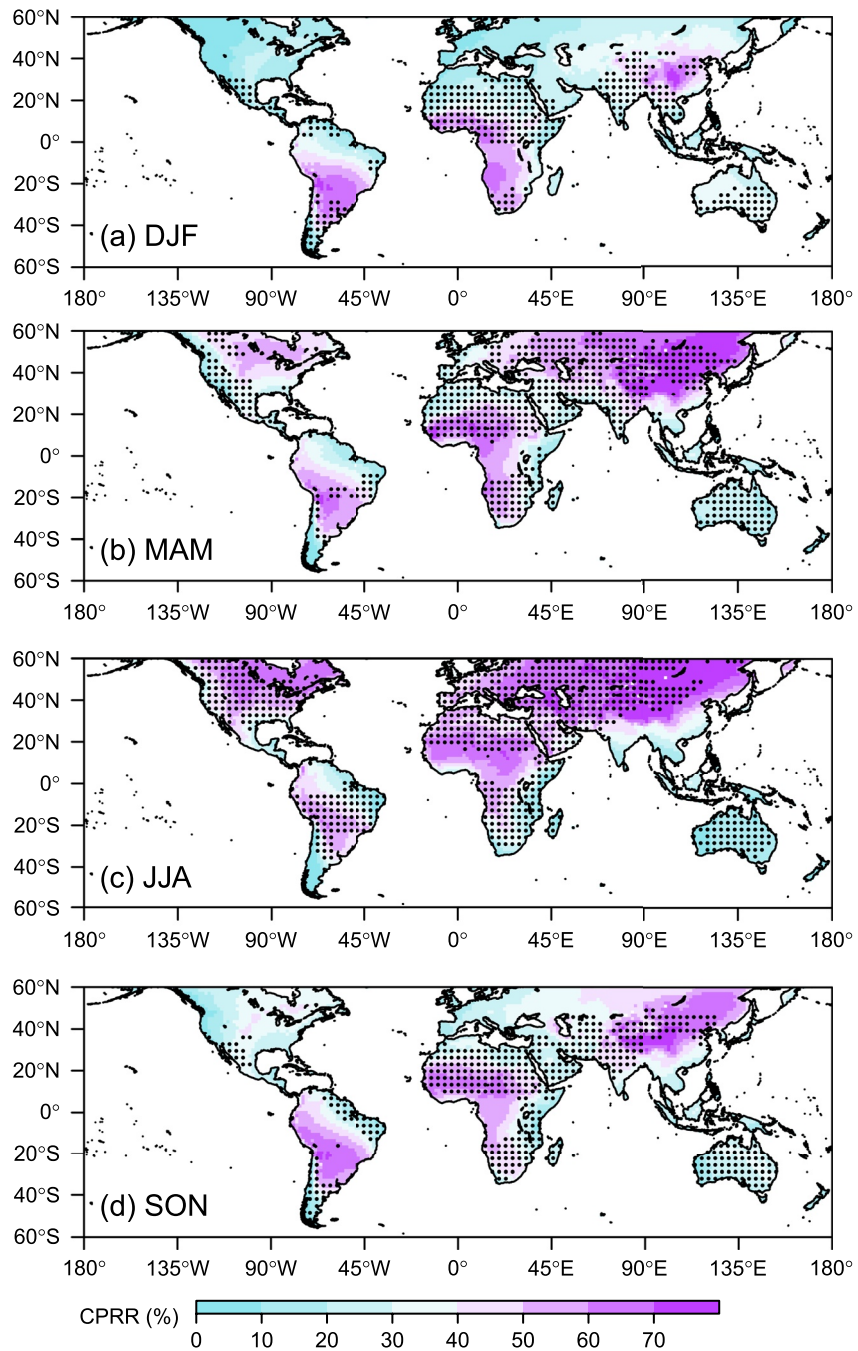 60°N
40°N
20°N
0°
20°S
40°S
60°S
(a) DJF
180° 135°W 90°W 45°W 0° 45°E 90°E 135°E 180°
60°N
40°N
20°N
0°
20°S
40°S
60°S
(b) MAM
180° 135°W 90°W 45°W 0° 45°E 90°E 135°E 180°
60°N
40°N
20°N
0°
20°S
40°S
60°S
(c) JJA
180° 135°W 90°W 45°W 0° 45°E 90°E 135°E 180°
60°N
40°N
20°N
0°
20°S
40°S
60°S
(d) SON
180° 135°W 90°W 45°W 0° 45°E 90°E 135°E 180°
CPRR (%)
0 10 20 30 40 50 60 70